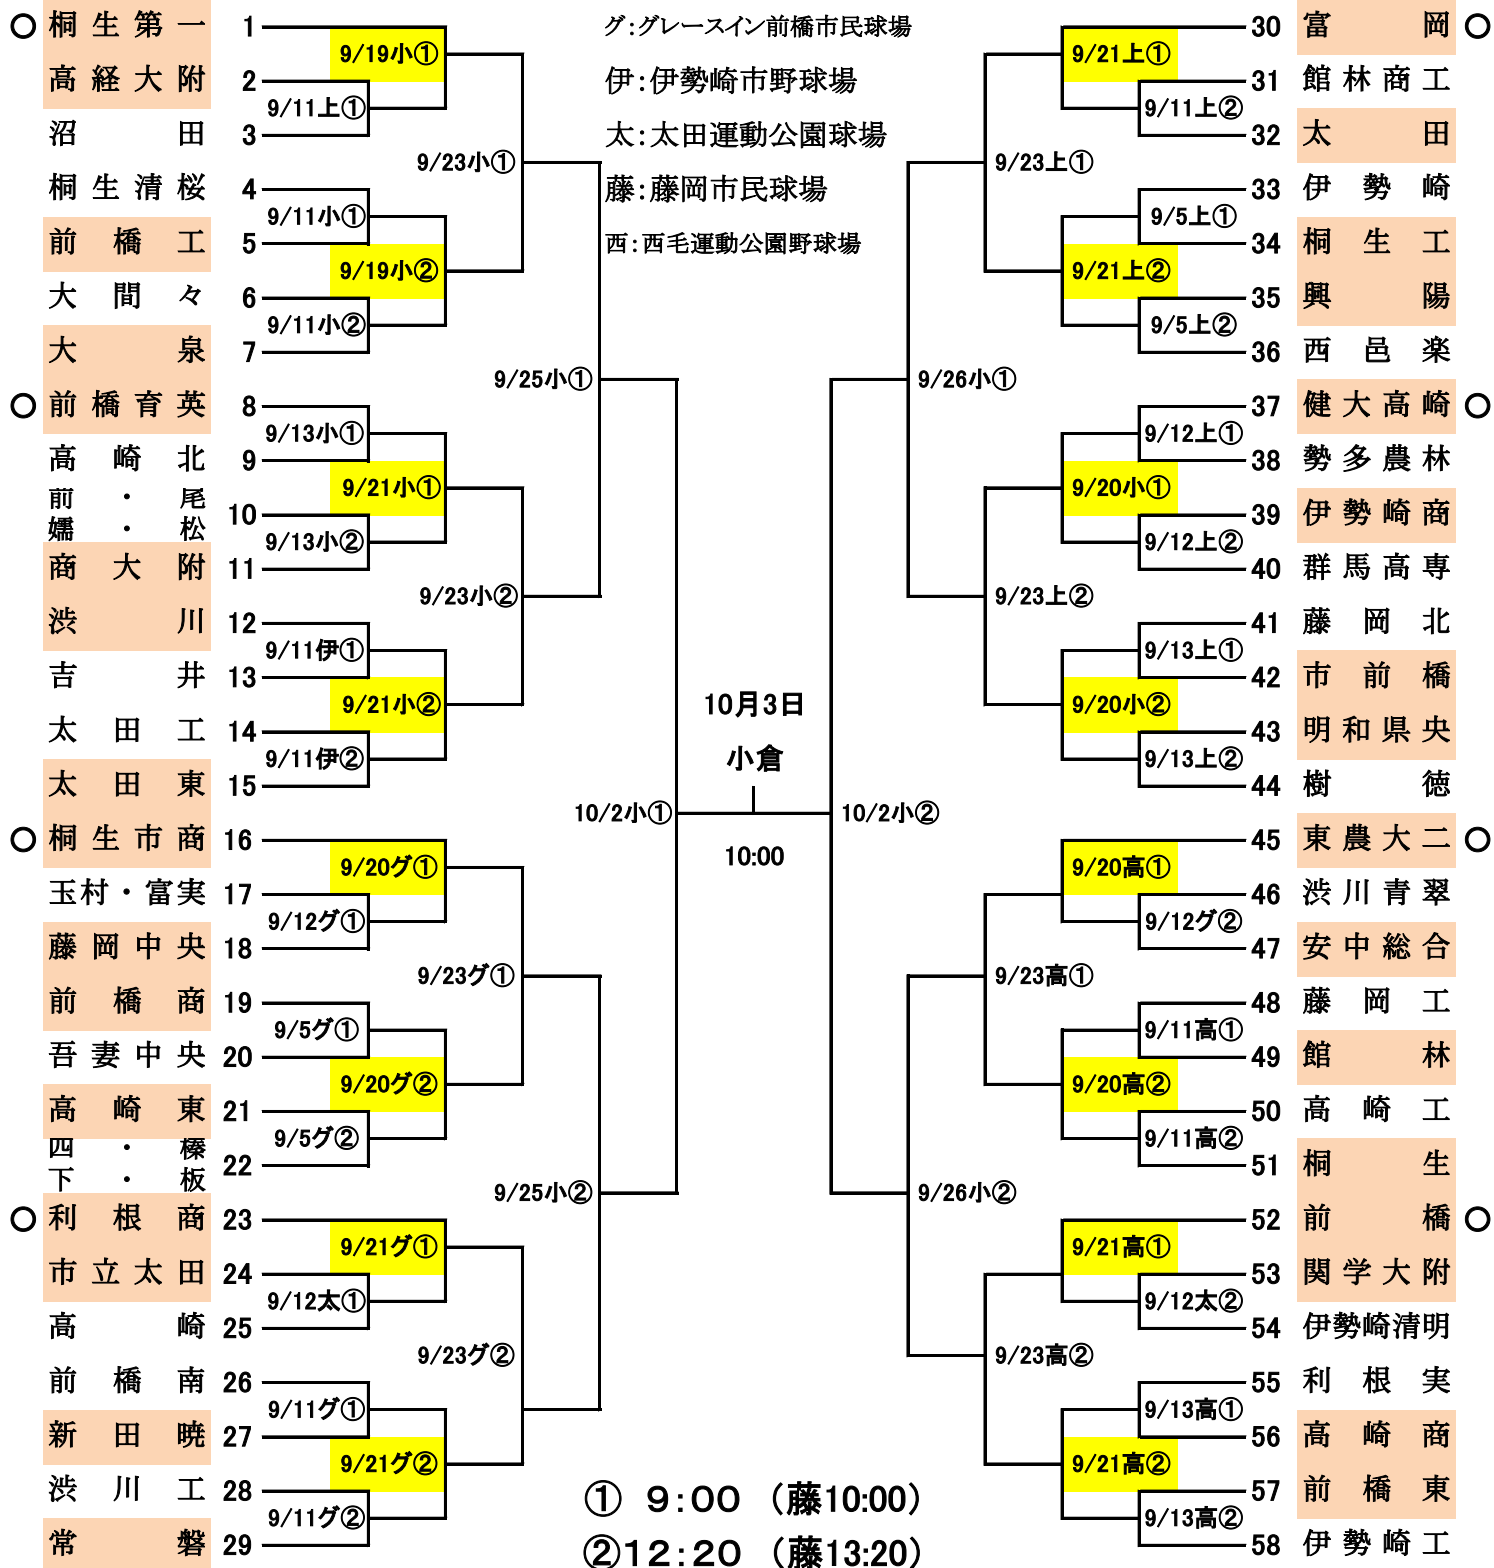 ○ 桐生第一 1
高経大附 2
沼田 3
桐生清桜 4
前橋工 5
大間々 6
大泉 7
○ 前橋育英 8
高崎北 9
前・尾
嬬・松 10
商大附 11
渋川 12
吉井 13
太田工 14
太田東 15
○ 桐生市商 16
玉村・富実 17
藤岡中央 18
前橋商 19
吾妻中央 20
高崎東 21
四・榛
下・板 22
○ 利根商 23
市立太田 24
高崎 25
前橋南 26
新田暁 27
渋川工 28
常磐 29
9/11上①
9/11小①
9/11小②
9/13小①
9/13小②
9/11伊①
9/11伊②
9/12グ①
9/5グ①
9/5グ②
9/12太①
9/11グ①
9/11グ②
9/19小①
9/19小②
9/21小①
9/21小②
9/20グ①
9/20グ②
9/21グ①
9/21グ②
9/23小①
9/23小②
9/23グ①
9/23グ②
9/25小①
9/25小②
10/2小①
グ:グレースイン前橋市民球場
伊:伊勢崎市野球場
太:太田運動公園球場
藤:藤岡市民球場
西:西毛運動公園野球場
10月3日
小倉
10:00
① 9:00 (藤10:00)
②12:20 (藤13:20)
10/2小②
9/26小①
9/26小②
9/23上①
9/23上②
9/23高①
9/23高②
9/21上①
9/21上②
9/20小①
9/20小②
9/20高①
9/20高②
9/21高①
9/21高②
9/11上②
9/5上①
9/5上②
9/12上①
9/12上②
9/13上①
9/13上②
9/12グ②
9/11高①
9/11高②
9/12太②
9/13高①
9/13高②
30 富岡 ○
31 館林商工
32 太田
33 伊勢崎
34 桐生工
35 興陽
36 西邑楽
37 健大高崎 ○
38 勢多農林
39 伊勢崎商
40 群馬高専
41 藤岡北
42 市前橋
43 明和県央
44 樹徳
45 東農大二 ○
46 渋川青翠
47 安中総合
48 藤岡工
49 館林
50 高崎工
51 桐生
52 前橋 ○
53 関学大附
54 伊勢崎清明
55 利根実
56 高崎商
57 前橋東
58 伊勢崎工